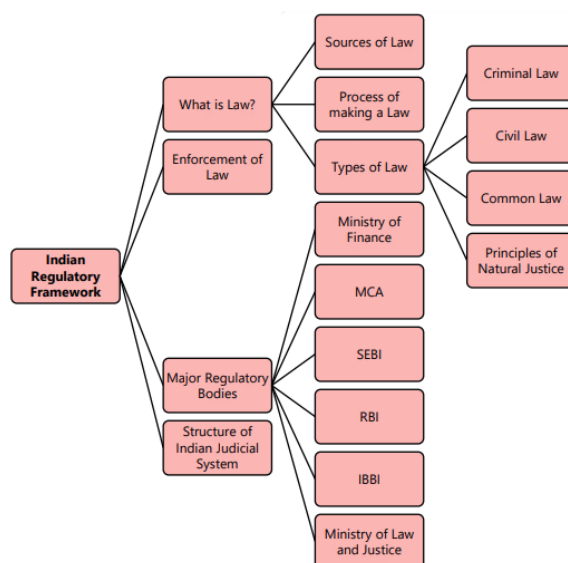 Indian
Regulatory
Framework
What is Law?
Enforcement of
Law
Major Regulatory
Bodies
Structure of
Indian Judicial
System
Sources of Law
Process of
making a Law
Types of Law
Ministry of
Finance
MCA
SEBI
RBI
IBBI
Ministry of Law
and Justice
Criminal Law
Civil Law
Common Law
Principles of
Natural Justice